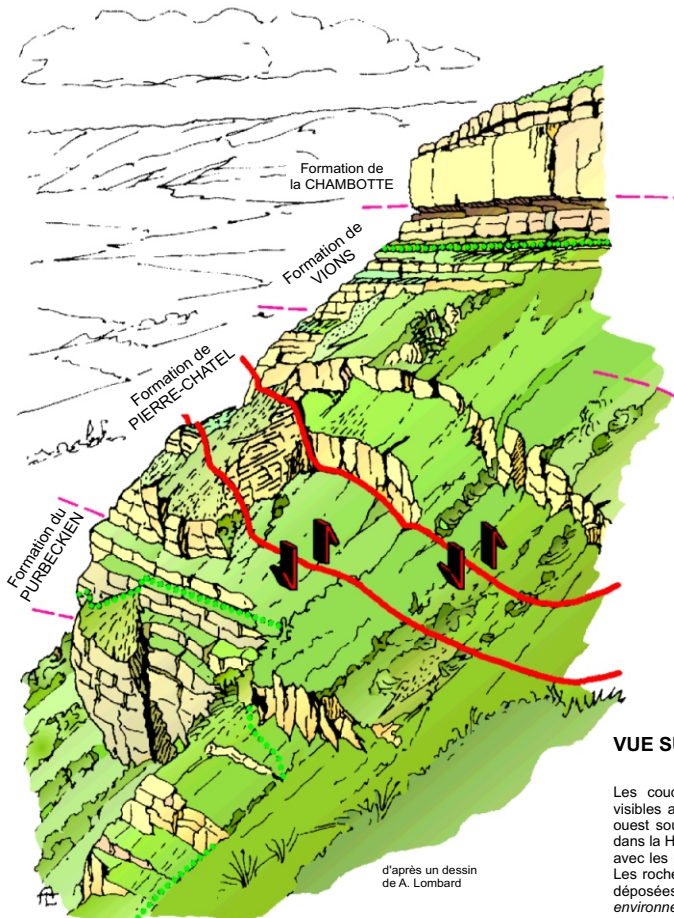 Formation de
la CHAMBOTTE
Formation de
VIONS
Formation de
PIERRE-CHATEL
Formation du
PURBECKIEN
VUE SU
Les couc
visibles a
ouest sou
dans la H
avec les
Les roche
déposées
environne
d'après un dessin
de A. Lombard